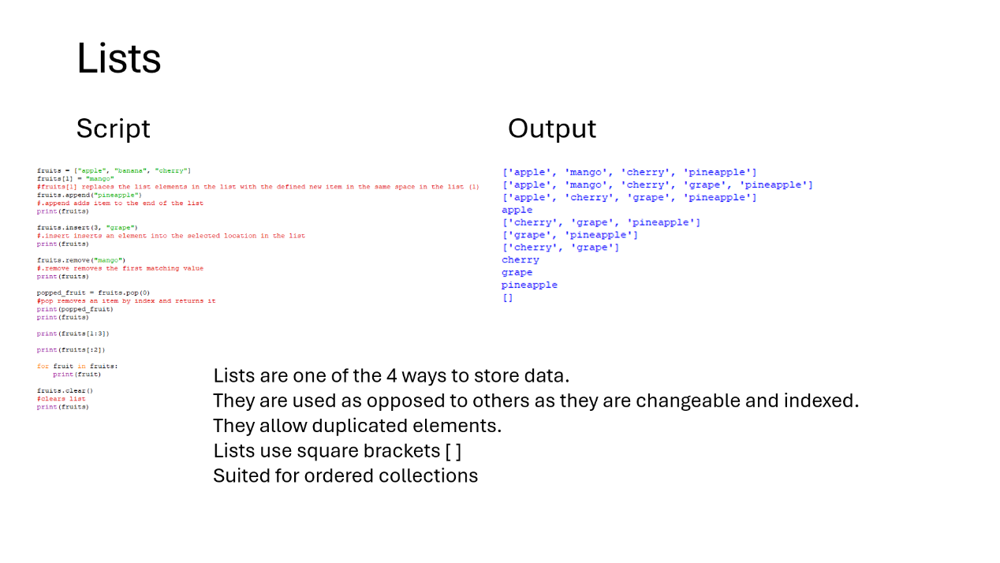 Lists
Script
fruits = ["apple", "banana", "cherry"]
fruits[1] = "mango"
#fruits[1] replaces the list elements in the list with the defined new item in the same space in the list (1)
fruits.append("pineapple")
#.append adds item to the end of the list
print(fruits)
fruits.insert(3, "grape")
#.insert inserts an element into the selected location in the list
print(fruits)
fruits.remove("mango")
#.remove removes the first matching value
print(fruits)
popped_fruit = fruits.pop(0)
#pop removes an item by index and returns it
print(popped_fruit)
print(fruits)
print(fruits[1:3])
print(fruits[:2])
for fruit in fruits:
    print(fruit)
fruits.clear()
#clears list
print(fruits)
Output
['apple', 'mango', 'cherry', 'pineapple']
['apple', 'mango', 'cherry', 'grape', 'pineapple']
['apple', 'cherry', 'grape', 'pineapple']
apple
['cherry', 'grape', 'pineapple']
['grape', 'pineapple']
['cherry', 'grape']
cherry
grape
pineapple
[]
Lists are one of the 4 ways to store data.
They are used as opposed to others as they are changeable and indexed.
They allow duplicated elements.
Lists use square brackets [ ]
Suited for ordered collections